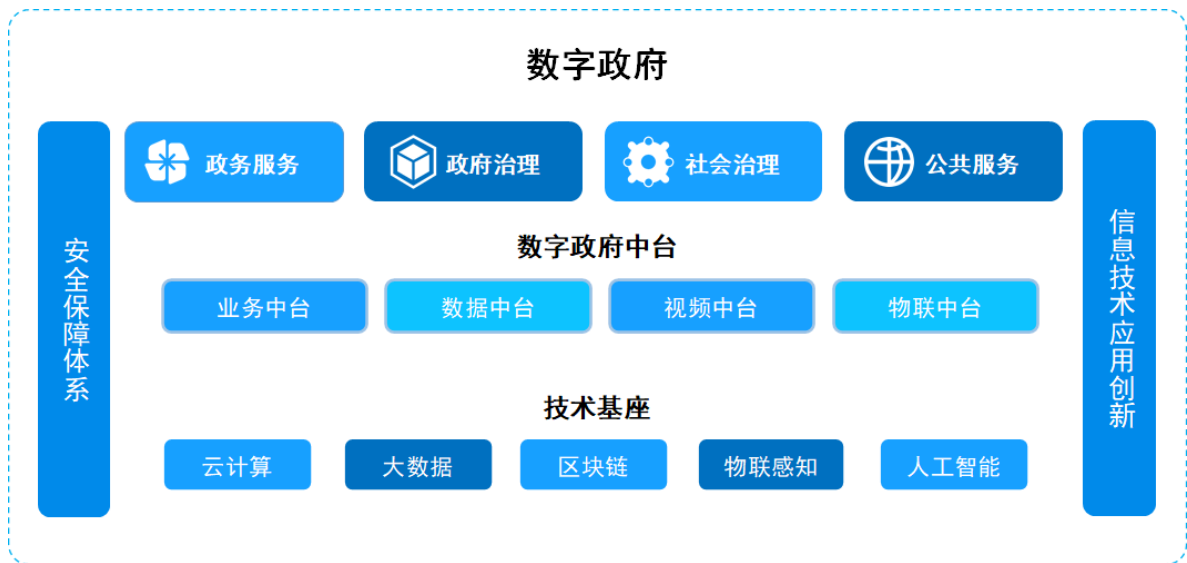 数字政府
安全保障体系
政务服务
政府治理
社会治理
公共服务
信息技术应用创新
数字政府中台
业务中台
数据中台
视频中台
物联中台
技术基座
云计算
大数据
区块链
物联感知
人工智能